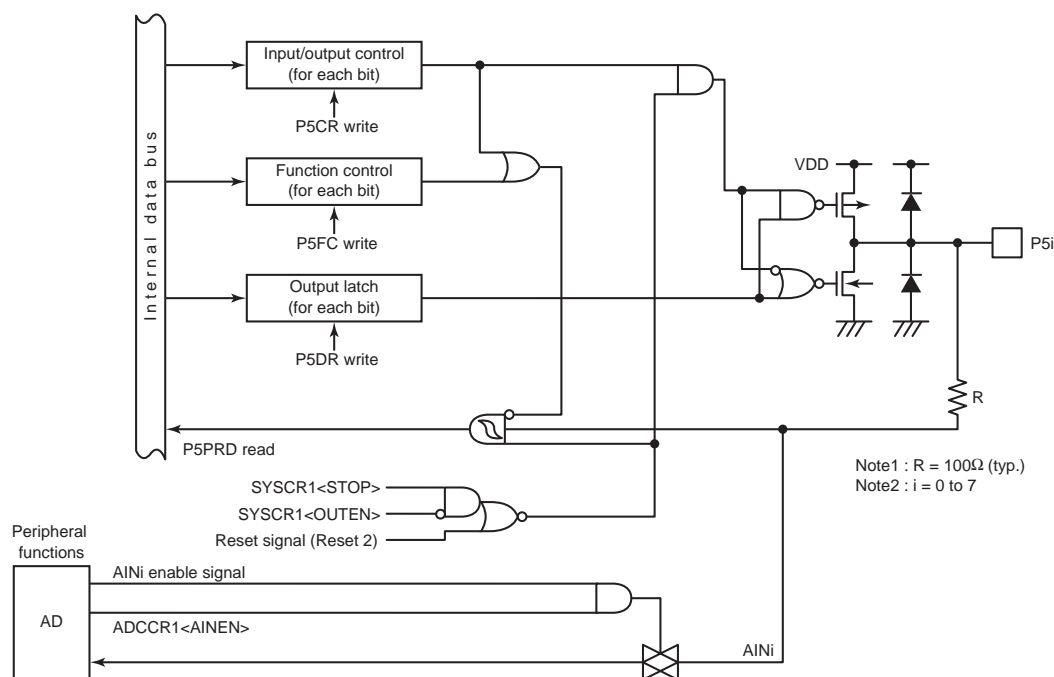 Input/output control
(for each bit)
P5CR write
Function control
(for each bit)
P5FC write
Output latch
(for each bit)
P5DR write
Internal data bus
VDD
P5i
R
P5PRD read
Note1 : R = 100Ω (typ.)
Note2 : i = 0 to 7
SYSCR1<STOP>
SYSCR1<OUTEN>
Reset signal (Reset 2)
Peripheral
functions
AD
AINi enable signal
ADCCR1<AINEN>
AINi